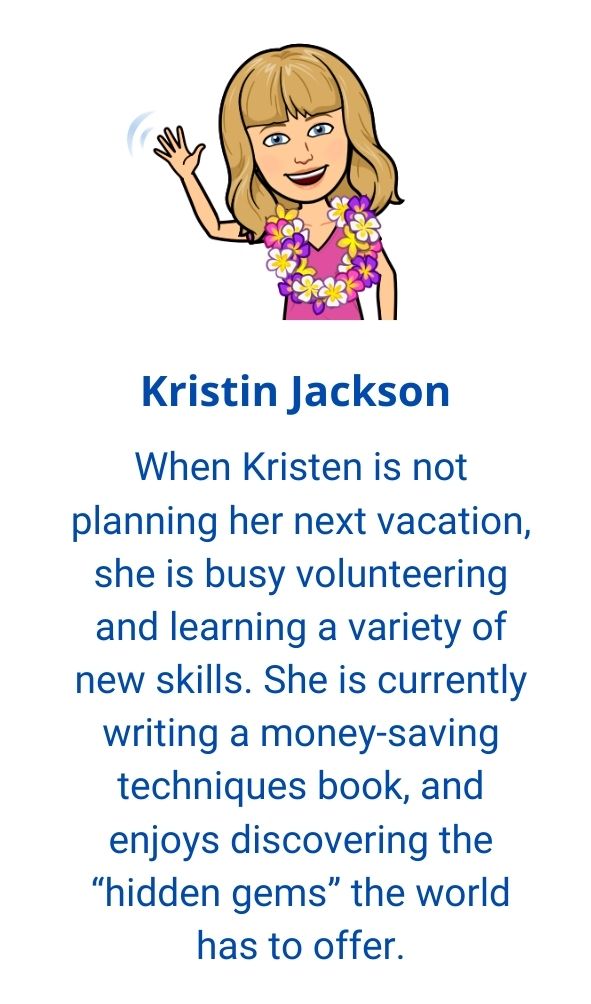 Kristin Jackson
When Kristen is not
planning her next vacation,
she is busy volunteering
and learning a variety of
new skills. She is currently
writing a money-saving
techniques book, and
enjoys discovering the
“hidden gems” the world
has to offer.